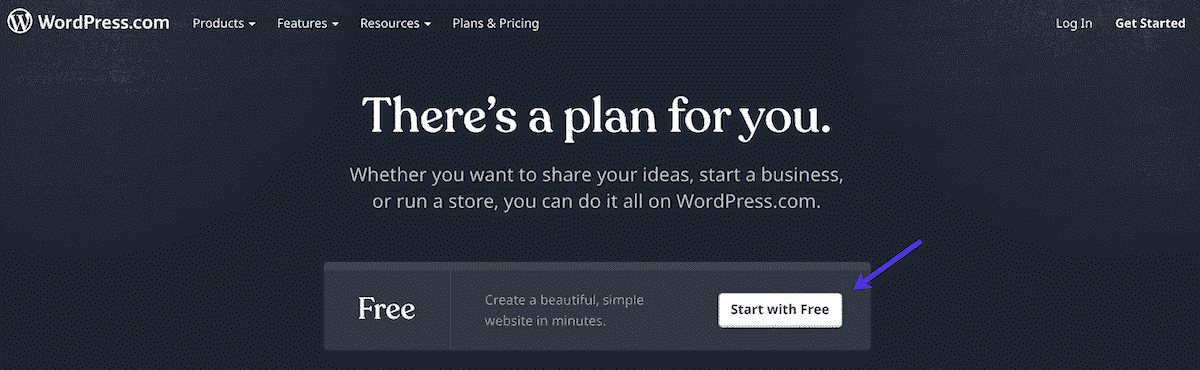 WordPress.com Products Features Resources Plans & Pricing Log In Get Started
There's a plan for you.
Whether you want to share your ideas, start a business,
or run a store, you can do it all on WordPress.com.
Free
Create a beautiful, simple
website in minutes.
Start with Free